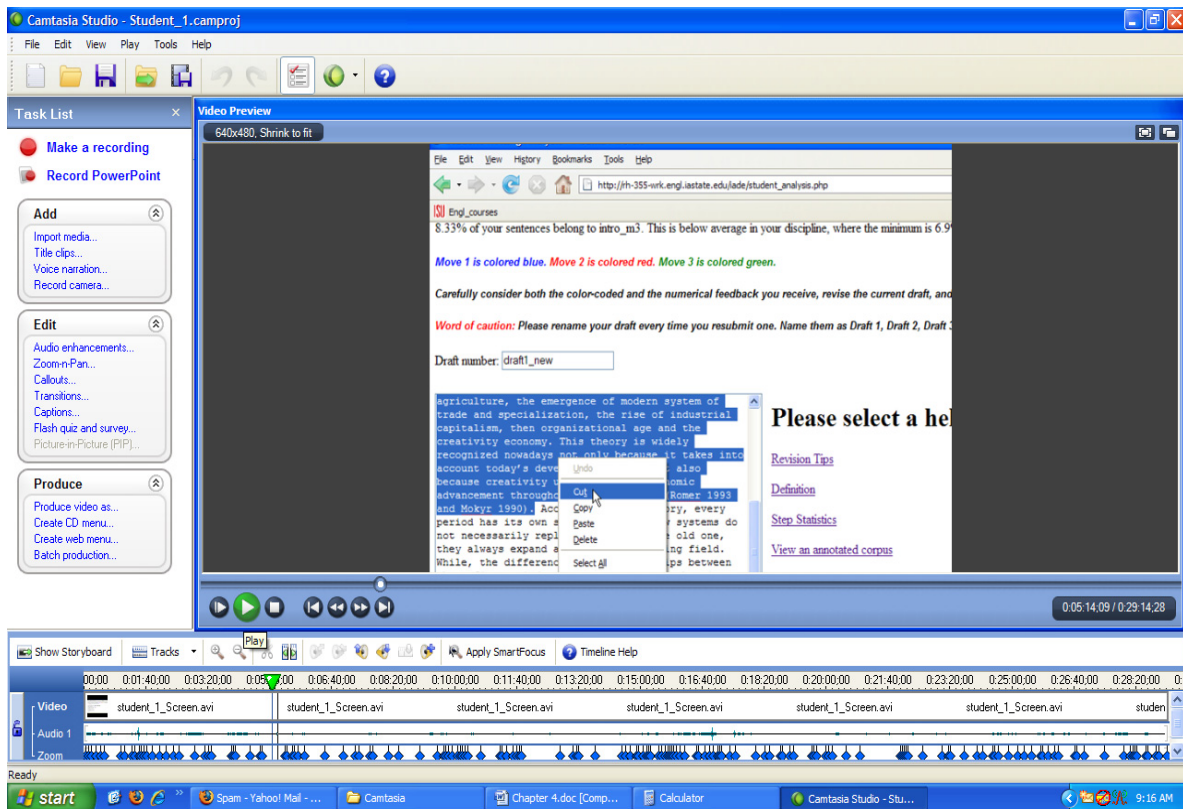 Camtasia Studio - Student_1.camproj
File Edit View Play Tools Help
Task List
Make a recording
Record PowerPoint
Add
Import media...
Title clips...
Voice narration...
Record camera...
Edit
Audio enhancements...
Zoom-n-Pan...
Callouts...
Transitions...
Captions...
Flash quiz and survey...
Picture-in-Picture (PIP)...
Produce
Produce video as...
Create CD menu...
Create web menu...
Batch production...
Video Preview
640x480, Shrink to fit
File Edit View History Bookmarks Tools Help
http://rh-355-wrk.engl.iastate.edu/iade/student_analysis.php
ISU Engl_courses
8.33% of your sentences belong to intro_m3. This is below average in your discipline, where the minimum is 6.9
Move 1 is colored blue. Move 2 is colored red. Move 3 is colored green.
Carefully consider both the color-coded and the numerical feedback you receive, revise the current draft, and
Word of caution: Please rename your draft every time you resubmit one. Name them as Draft 1, Draft 2, Draft
Draft number: draft1_new
agriculture, the emergence of modern system of
trade and specialization, the rise of industrial
capitalism, then organizational age and the
creativity economy. This theory is widely
recognized nowadays not only because it takes into
account today's deve also
because creativity u nomic
advancement througho (Romer 1993
and Mokyr 1990). Acc ry, every
period has its own s w systems do
not necessarily repl old one,
they always expand a ng field.
While, the differenc ps between
Undo
Cut
Copy
Paste
Delete
Select All
Please select a hel
Revision Tips
Definition
Step Statistics
View an annotated corpus
0:05:14;09 / 0:29:14;28
Play
Show Storyboard Tracks Apply SmartFocus Timeline Help
00;00 0:01:40;00 0:03:20;00 0:05 ;00 0:06:40;00 0:08:20;00 0:10:00;00 0:11:40;00 0:13:20;00 0:15:00;00 0:16:40;00 0:18:20;00 0:20:00;00 0:21:40;00 0:23:20;00 0:25:00;00 0:26:40;00 0:28:20;00 0:
Video student_1_Screen.avi student_1_Screen.avi student_1_Screen.avi student_1_Screen.avi student_1_Screen.avi student_1_Screen.avi studen
Audio 1
Zoom
Ready
start Spam - Yahoo! Mail - ... Camtasia Chapter 4.doc [Comp... Calculator Camtasia Studio - Stu... 9:16 AM